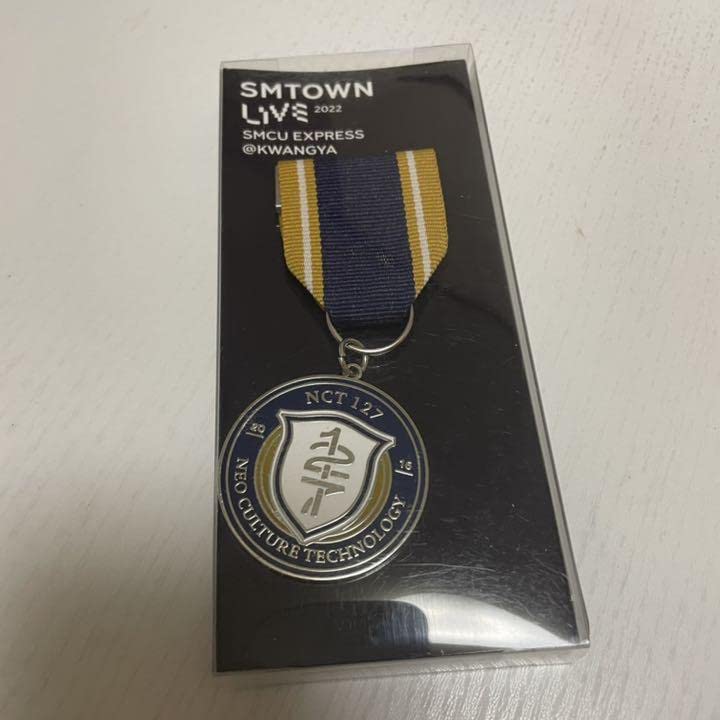 SMTOWN
LIVE 2022
SMCU EXPRESS
@KWANGYA
NCT 127
20 16
NEO CULTURE TECHNOLOGY